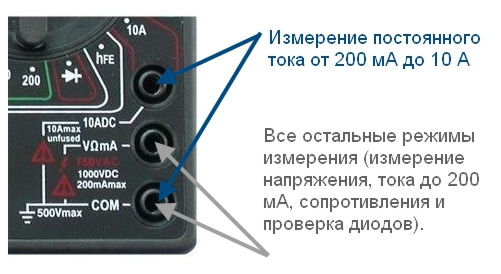 Измерение постоянного
тока от 200 мА до 10 А
Все остальные режимы
измерения (измерение
напряжения, тока до 200
мА, сопротивления и
проверка диодов).
10A
hFE
200
10ADC
10Amax
unfused
VΩmA
750VAC
1000VDC
200mAmax
COM
500Vmax